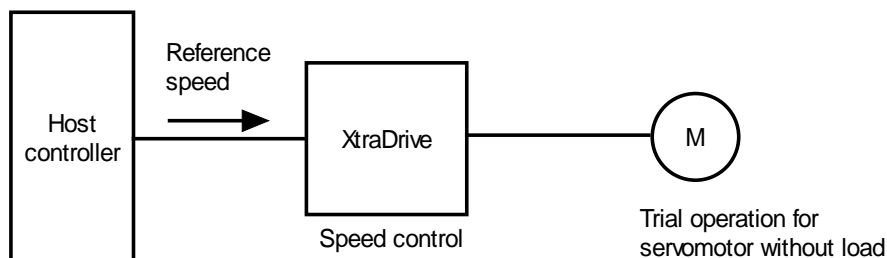 Reference
speed
Host
controller
XtraDrive
M
Speed control
Trial operation for
servomotor without load